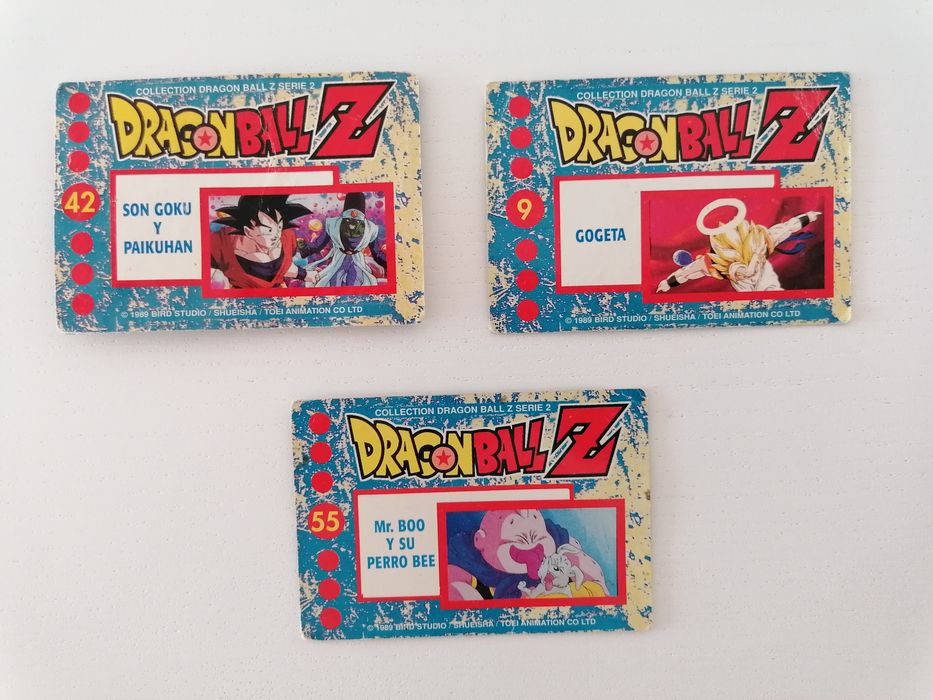 COLLECTION DRAGON BALL Z SERIE 2
DRAGON BALL Z
42
SON GOKU
Y
PAIKUHAN
© 1989 BIRD STUDIO / SHUEISHA / TOEI ANIMATION CO LTD
COLLECTION DRAGON BALL Z SERIE 2
DRAGON BALL Z
9
GOGETA
© 1989 BIRD STUDIO / SHUEISHA / TOEI ANIMATION CO LTD
COLLECTION DRAGON BALL Z SERIE 2
DRAGON BALL Z
55
Mr. BOO
Y SU
PERRO BEE
© 1989 BIRD STUDIO / SHUEISHA / TOEI ANIMATION CO LTD